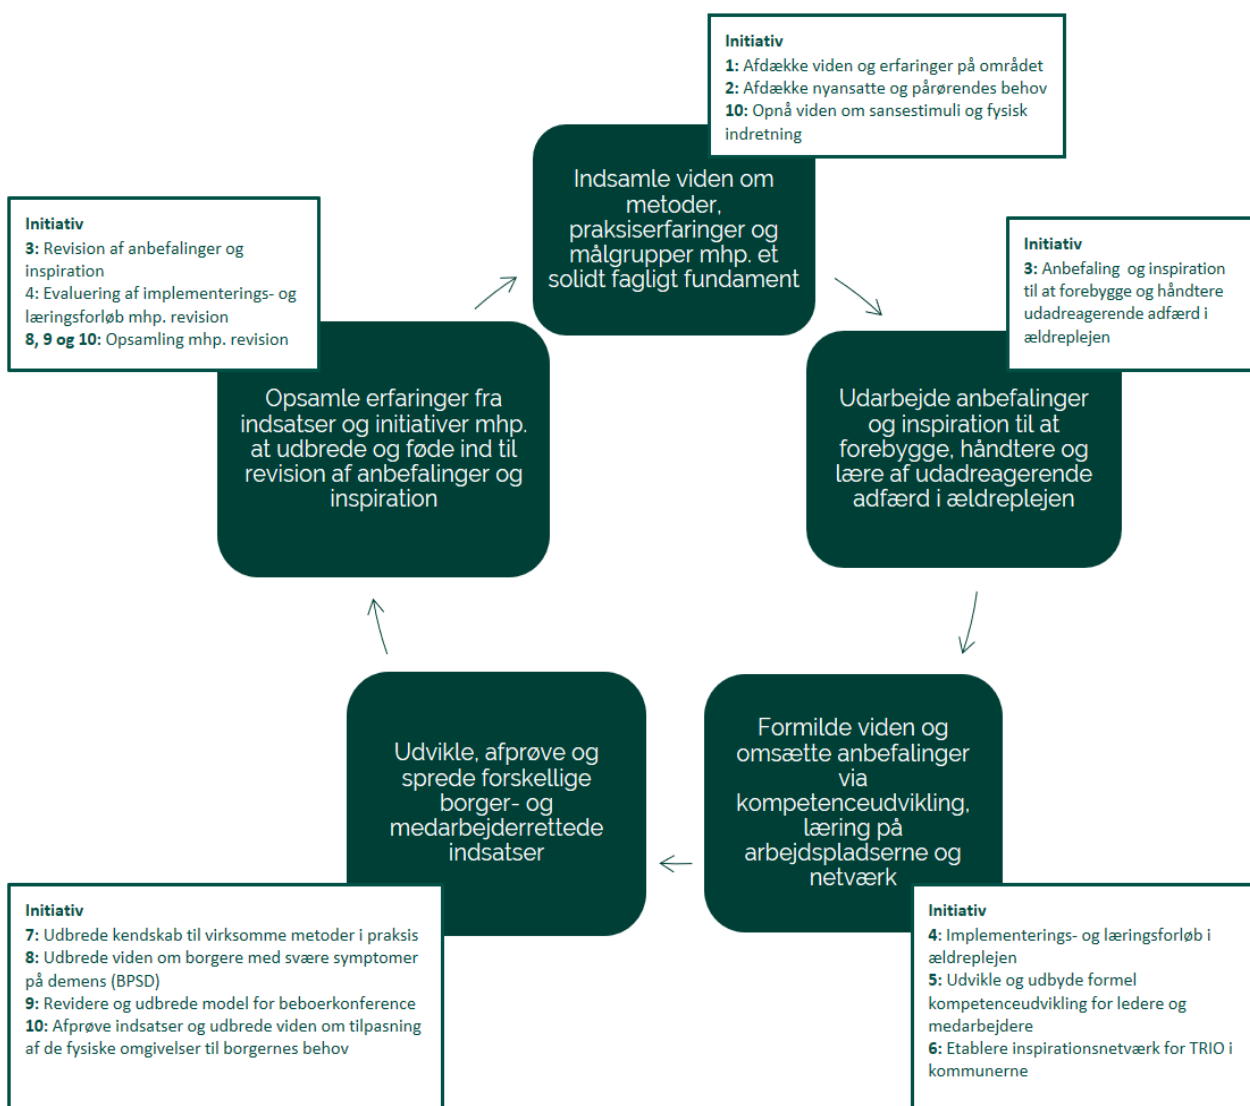 Initiativ
1: Afdække viden og erfaringer på området
2: Afdække nyansatte og pårørendes behov
10: Opnå viden om sansestimuli og fysisk
indretning
Indsamle viden om
metoder,
praksiserfaringer og
målgrupper mhp. et
solidt fagligt fundament
Initiativ
3: Anbefaling og inspiration
til at forebygge og håndtere
udadreagerende adfærd i
ældreplejen
Udarbejde anbefalinger
og inspiration til at
forebygge, håndtere og
lære af udadreagerende
adfærd i ældreplejen
Formilde viden og
omsætte anbefalinger
via
kompetenceudvikling,
læring på
arbejdspladserne og
netværk
Initiativ
4: Implementerings- og læringsforløb i
ældreplejen
5: Udvikle og udbyde formel
kompetenceudvikling for ledere og
medarbejdere
6: Etablere inspirationsnetværk for TRIO i
kommunerne
Udvikle, afprøve og
sprede forskellige
borger- og
medarbejderrettede
indsatser
Initiativ
7: Udbrede kendskab til virksomme metoder i praksis
8: Udbrede viden om borgere med svære symptomer
på demens (BPSD)
9: Revidere og udbrede model for beboerkonference
10: Afprøve indsatser og udbrede viden om tilpasning
af de fysiske omgivelser til borgernes behov
Initiativ
3: Revision af anbefalinger og
inspiration
4: Evaluering af implementerings- og
læringsforløb mhp. revision
8, 9 og 10: Opsamling mhp. revision
Opsamle erfaringer fra
indsatser og initiativer mhp.
at udbrede og føde ind til
revision af anbefalinger og
inspiration